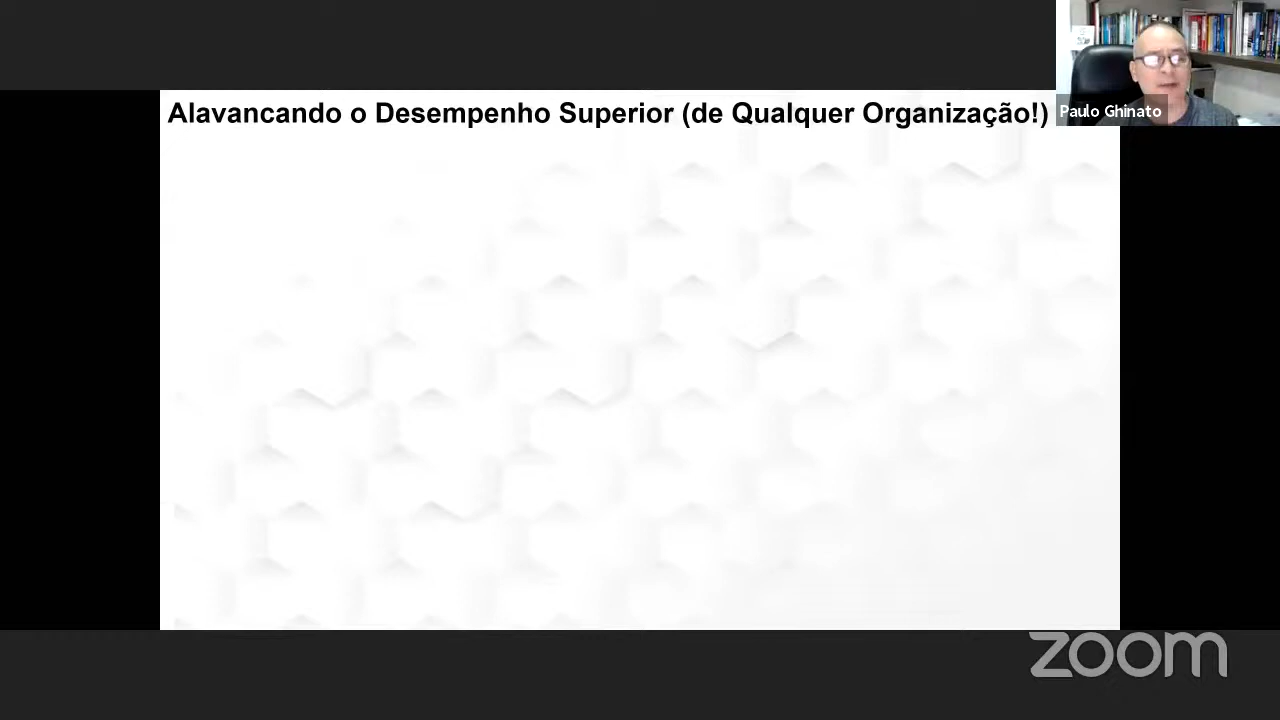 Alavancando o Desempenho Superior (de Qualquer Organização!)
Paulo Ghinato
zoom